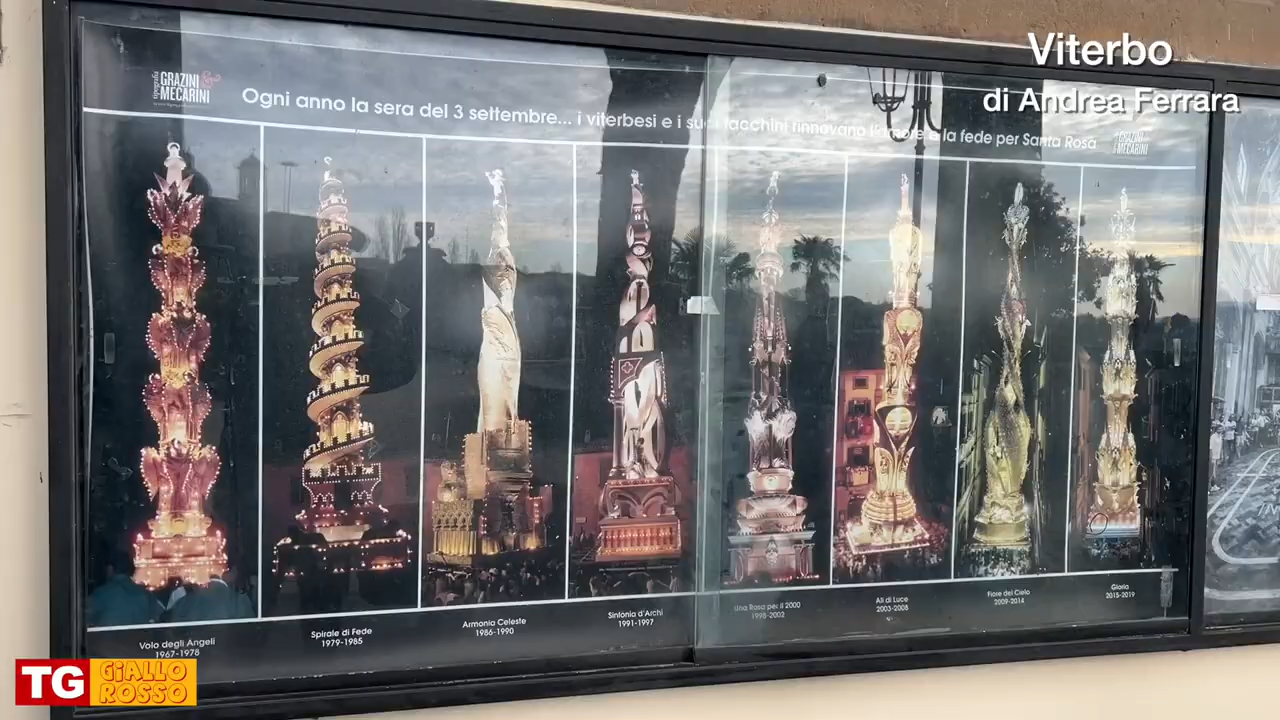 Viterbo
di Andrea Ferrara
tipografia
GRAZINI
MECARINI
Ogni anno la sera del 3 settembre... i viterbesi e i suoi facchini rinnovano l'amore e la fede per Santa Rosa
GRAZINI
MECARINI
Volo degli Angeli
1967-1978
Spirale di Fede
1979-1985
Armonia Celeste
1986-1990
Sinfonia d'Archi
1991-1997
Una Rosa per il 2000
1998-2002
Ali di Luce
2003-2008
Fiore del Cielo
2009-2014
Gloria
2015-2019
TG GIALLO
ROSSO